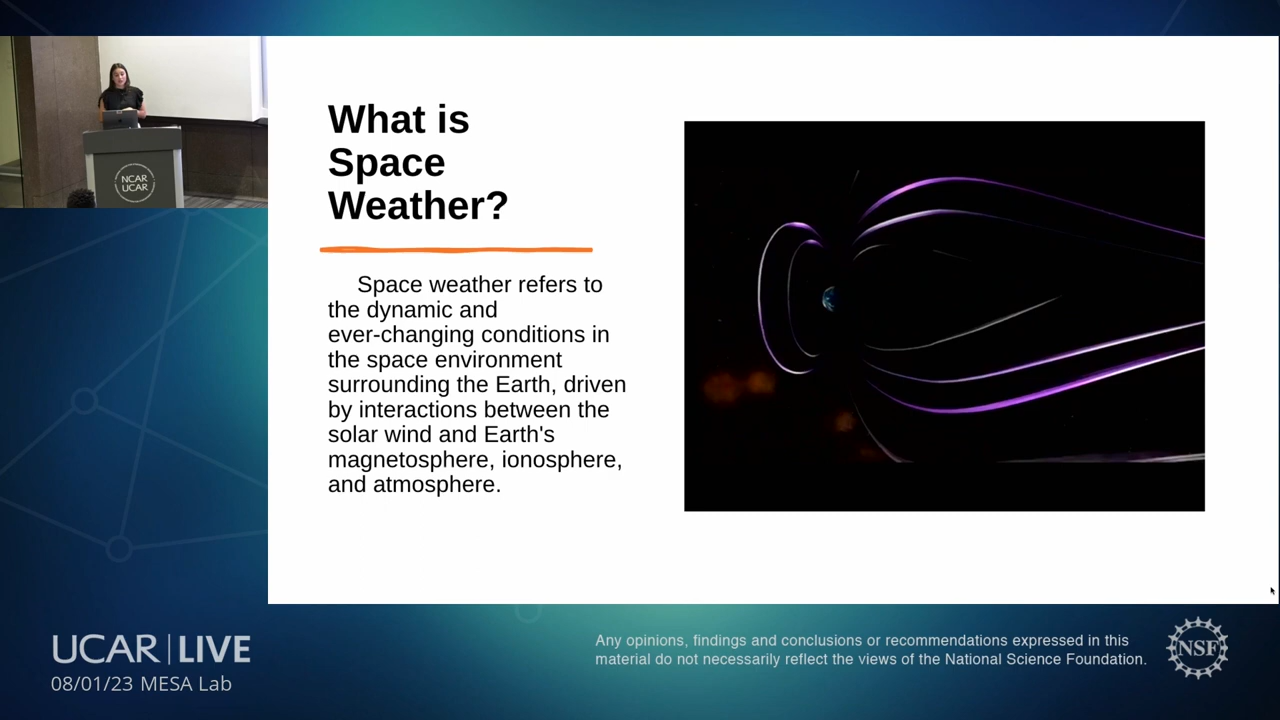 NCAR
UCAR
What is
Space
Weather?
Space weather refers to
the dynamic and
ever-changing conditions in
the space environment
surrounding the Earth, driven
by interactions between the
solar wind and Earth's
magnetosphere, ionosphere,
and atmosphere.
UCAR | LIVE
08/01/23 MESA Lab
Any opinions, findings and conclusions or recommendations expressed in this
material do not necessarily reflect the views of the National Science Foundation.
NSF